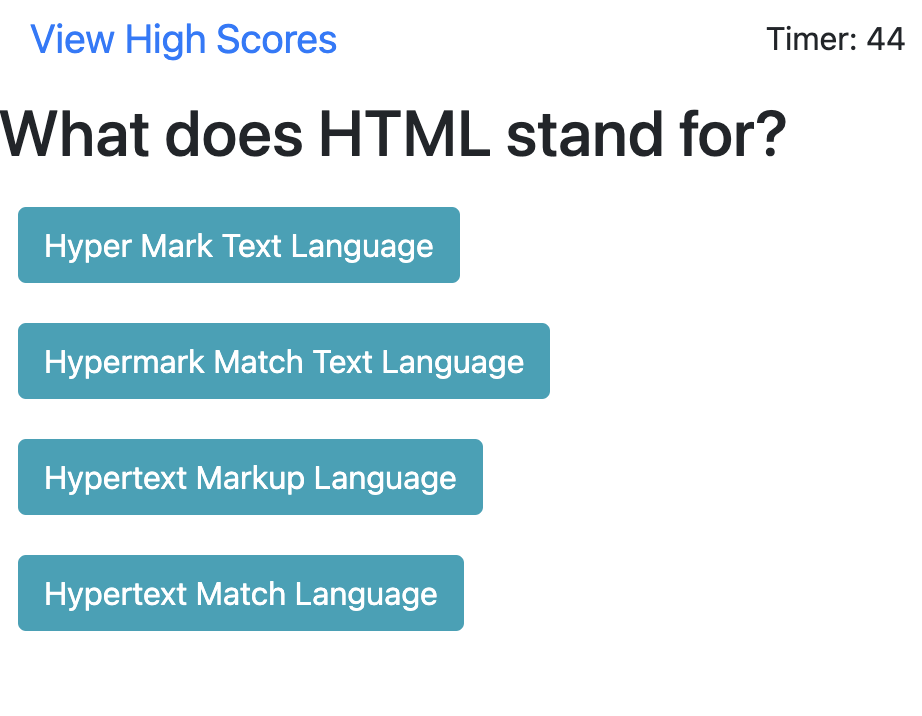 View High Scores
Timer: 44
What does HTML stand for?
Hyper Mark Text Language
Hypermark Match Text Language
Hypertext Markup Language
Hypertext Match Language